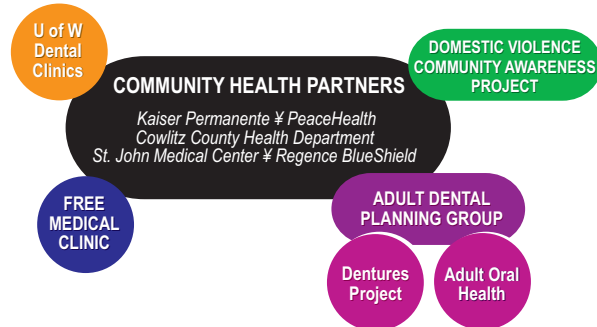 U of W
Dental
Clinics
DOMESTIC VIOLENCE
COMMUNITY AWARENESS
PROJECT
COMMUNITY HEALTH PARTNERS
Kaiser Permanente ¥ PeaceHealth
Cowlitz County Health Department
St. John Medical Center ¥ Regence BlueShield
FREE
MEDICAL
CLINIC
ADULT DENTAL
PLANNING GROUP
Dentures
Project
Adult Oral
Health